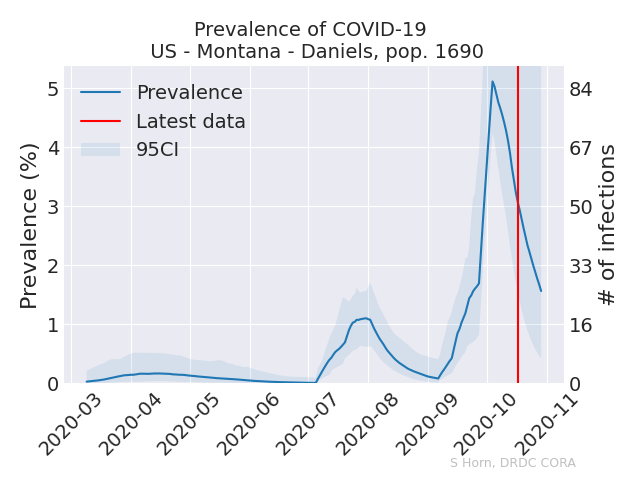 Prevalence of COVID-19
US - Montana - Daniels, pop. 1690
Prevalence
Latest data
95CI
Prevalence (%)
5
4
3
2
1
0
84
67
50
33
16
0
# of infections
2020-03
2020-04
2020-05
2020-06
2020-07
2020-08
2020-09
2020-10
2020-11
S Horn, DRDC CORA